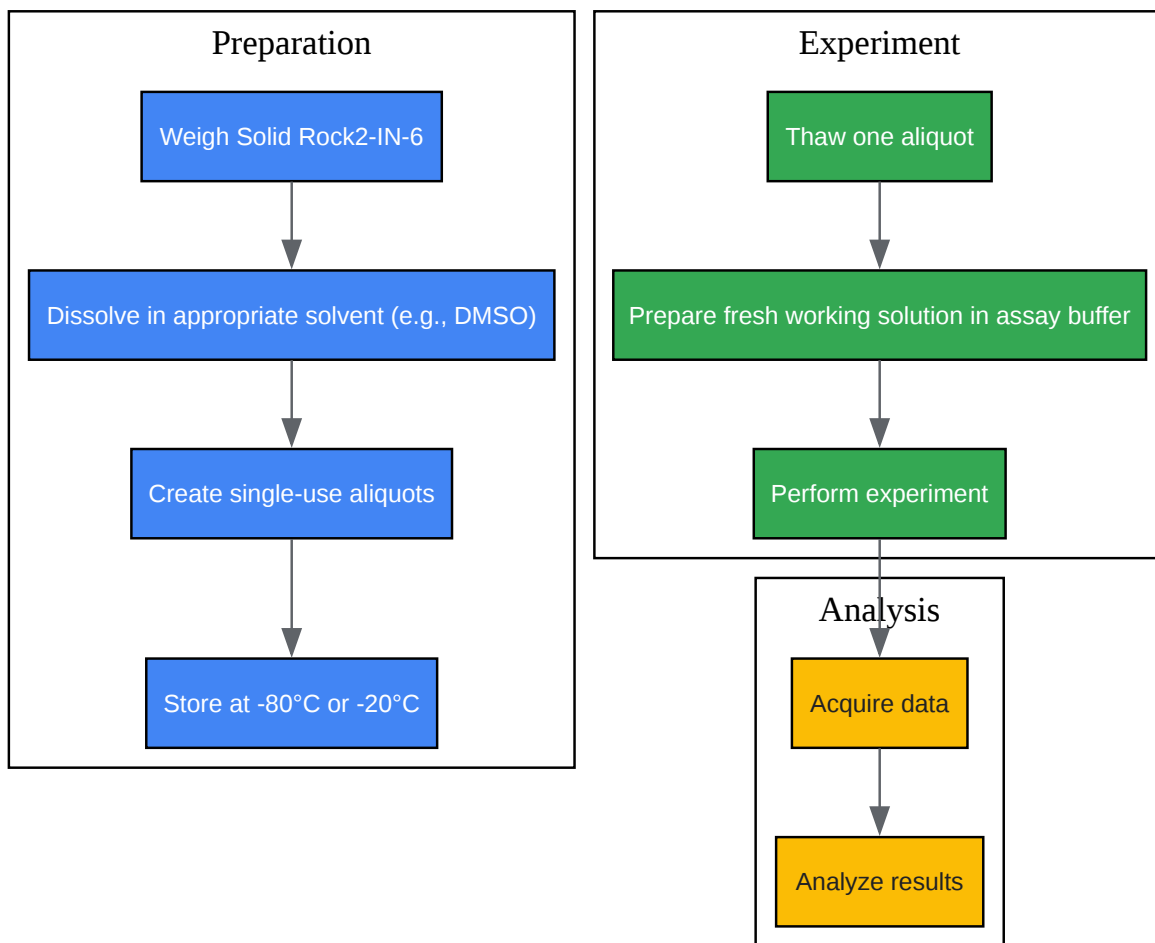 Preparation
Weigh Solid Rock2-IN-6
Dissolve in appropriate solvent (e.g., DMSO)
Create single-use aliquots
Store at -80°C or -20°C
Experiment
Thaw one aliquot
Prepare fresh working solution in assay buffer
Perform experiment
Analysis
Acquire data
Analyze results